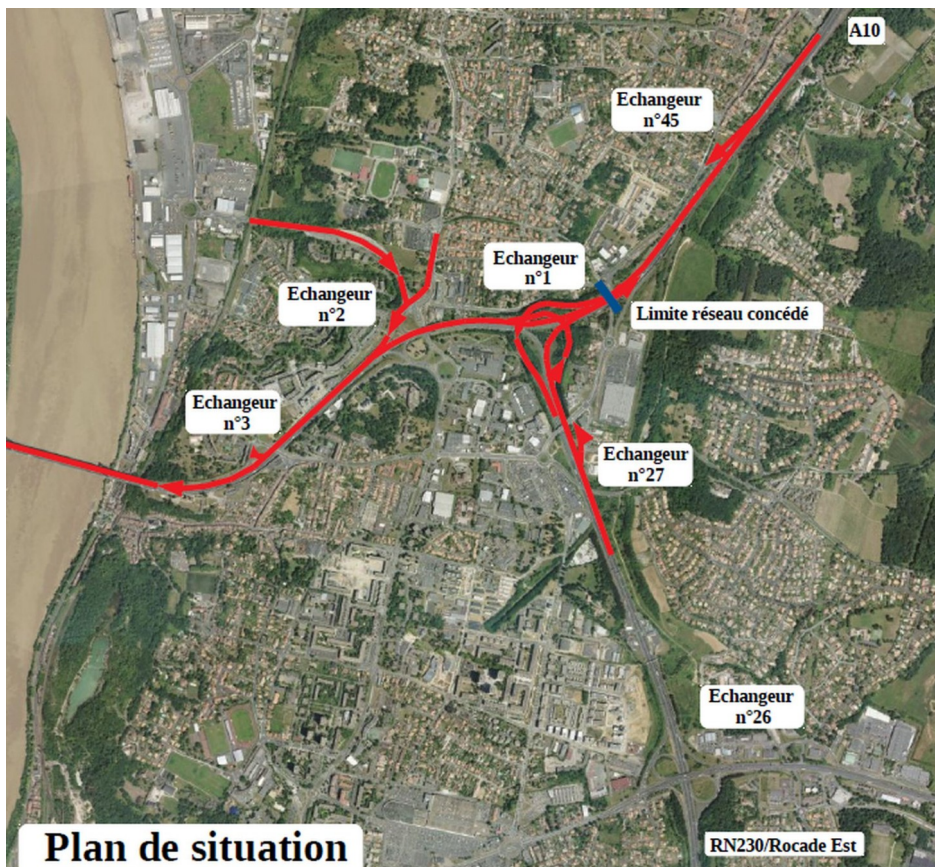 A10
Echangeur
n°45
Echangeur
n°1
Echangeur
n°2
Limite réseau concédé
Echangeur
n°3
Echangeur
n°27
Echangeur
n°26
Plan de situation
RN230/Rocade Est